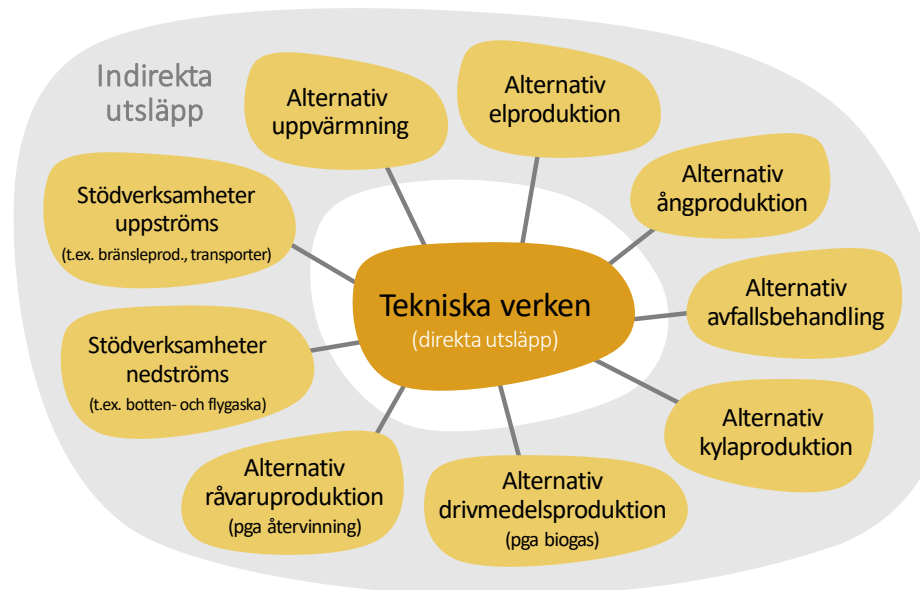 Indirekta
utsläpp
Alternativ
uppvärmning
Alternativ
elproduktion
Alternativ
ångproduktion
Alternativ
avfallsbehandling
Alternativ
kylaproduktion
Alternativ
drivmedelsproduktion
(pga biogas)
Alternativ
råvaruproduktion
(pga återvinning)
Stödverksamheter
nedströms
(t.ex. botten- och flygaska)
Stödverksamheter
uppströms
(t.ex. bränsleprod., transporter)
Tekniska verken
(direkta utsläpp)